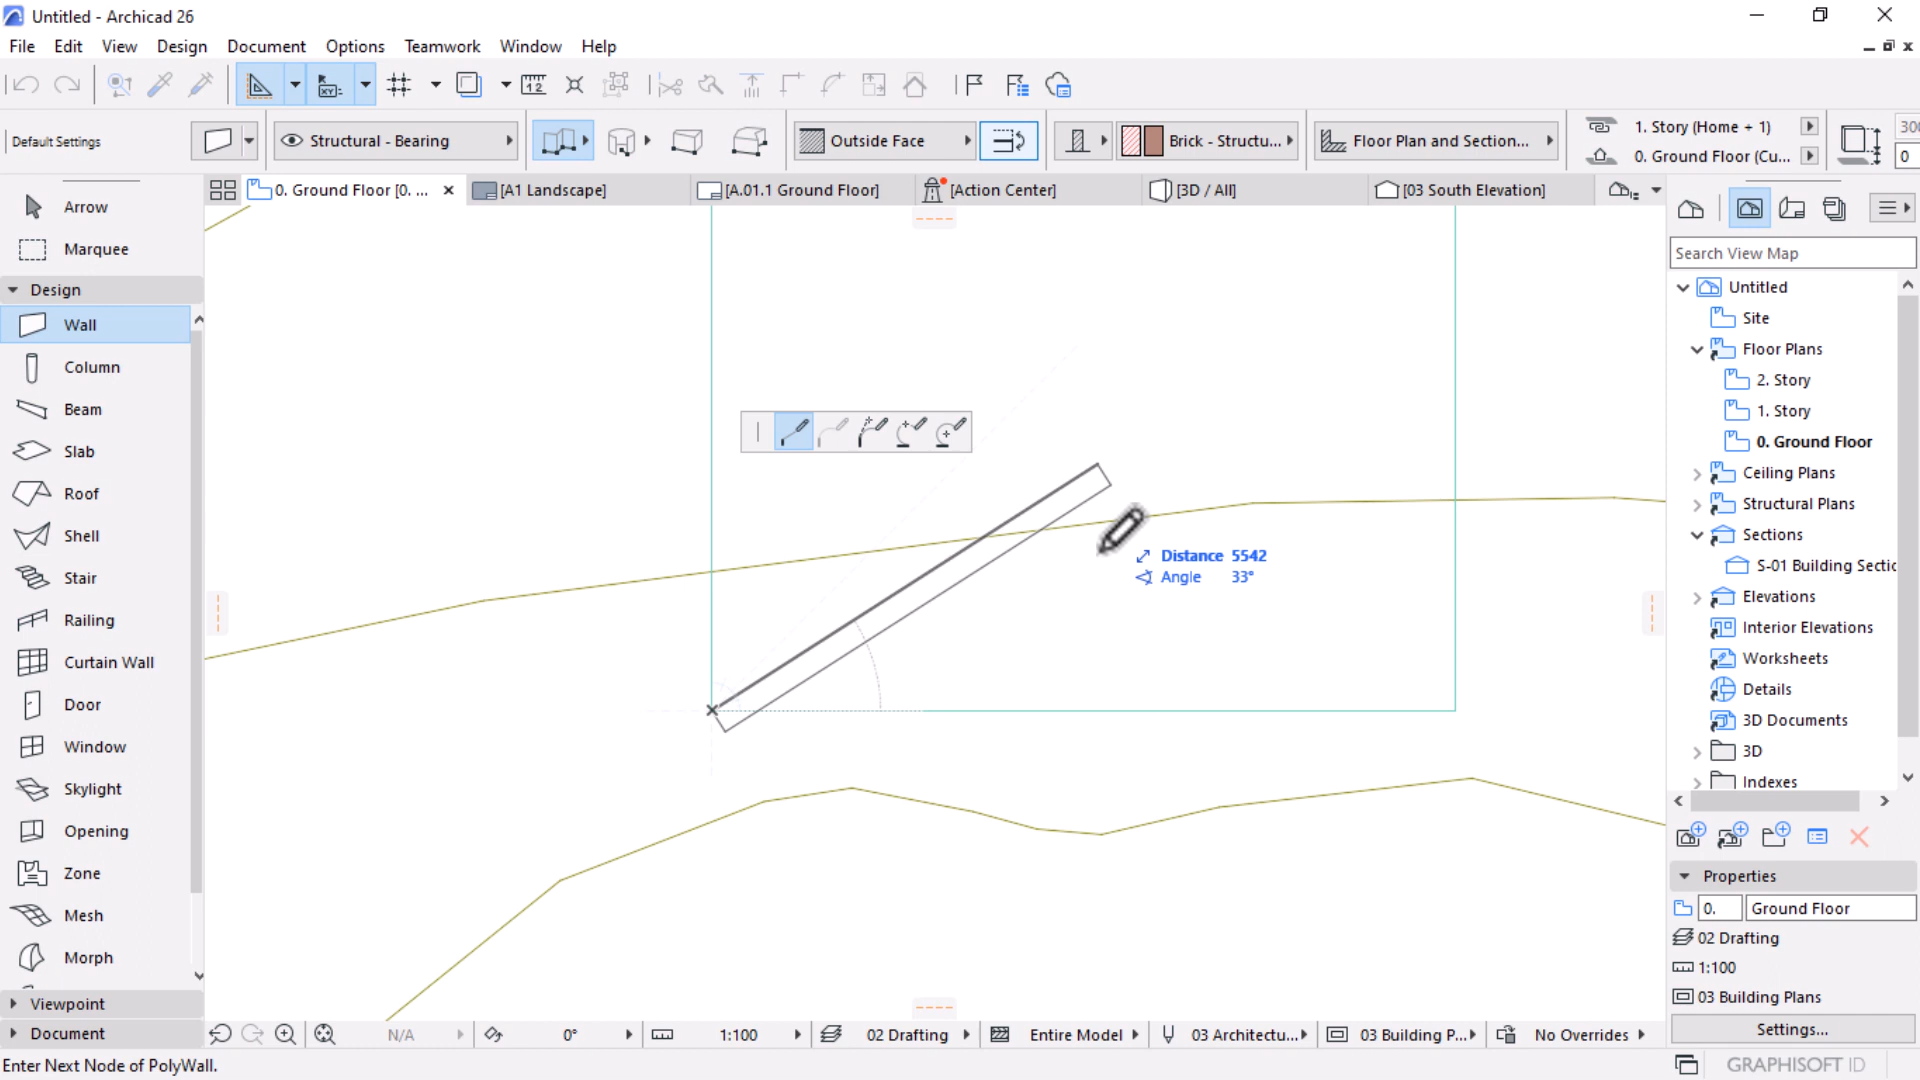 Untitled - Archicad 26
File Edit View Design Document Options Teamwork Window Help
Default Settings
Structural - Bearing
Outside Face
Brick - Structu...
Floor Plan and Section...
1. Story (Home + 1)
0. Ground Floor (Cu...
0
0. Ground Floor [0. ...
[A1 Landscape]
[A.01.1 Ground Floor]
[Action Center]
[3D / All]
[03 South Elevation]
Arrow
Marquee
Design
Wall
Column
Beam
Slab
Roof
Shell
Stair
Railing
Curtain Wall
Door
Window
Skylight
Opening
Zone
Mesh
Morph
Viewpoint
Document
Distance 5542
Angle 33°
Search View Map
Untitled
Site
Floor Plans
2. Story
1. Story
0. Ground Floor
Ceiling Plans
Structural Plans
Sections
S-01 Building Sectic
Elevations
Interior Elevations
Worksheets
Details
3D Documents
3D
Indexes
Properties
0. Ground Floor
02 Drafting
1:100
03 Building Plans
Settings...
N/A 0° 1:100 02 Drafting Entire Model 03 Architectu... 03 Building P... No Overrides
Enter Next Node of PolyWall.
GRAPHISOFT ID